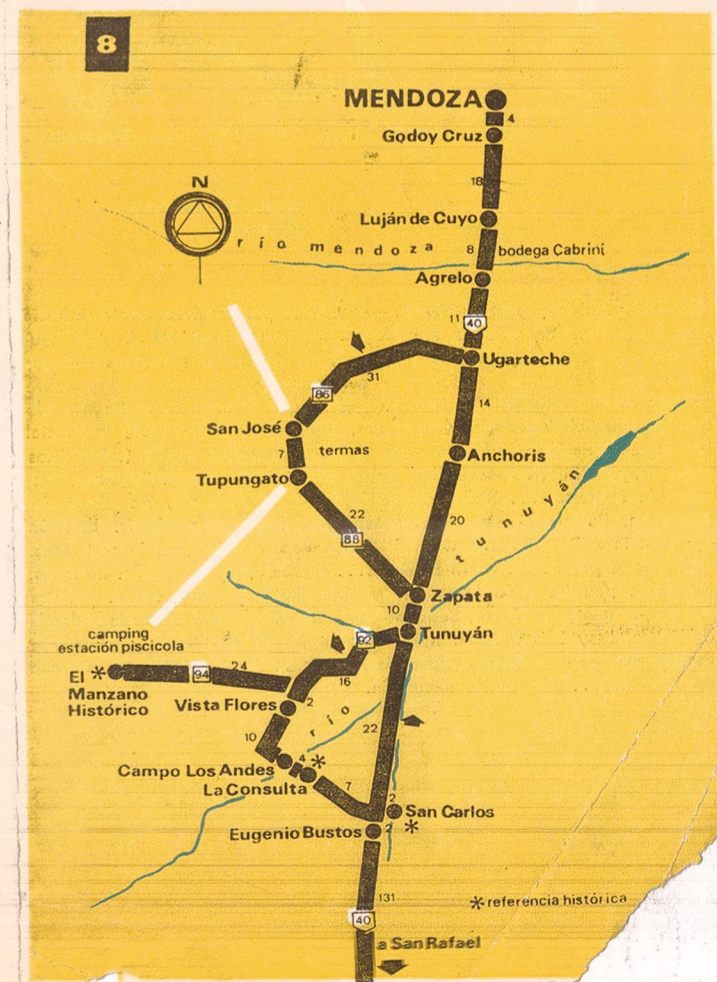 8
MENDOZA
4
Godoy Cruz
18
N
Luján de Cuyo
río mendoza
8
bodega Cabrini
Agrelo
11
40
Ugarteche
31
86
14
San José
7
termas
Anchoris
Tupungato
22
20
88
río tunuyán
Zapata
10
92
Tunuyán
camping
estación piscicola
El *
Manzano
Histórico
94
24
16
Vista Flores
2
22
10
Campo Los Andes
4
*
La Consulta
7
2
San Carlos
*
Eugenio Bustos
2
131
* referencia histórica
40
a San Rafael